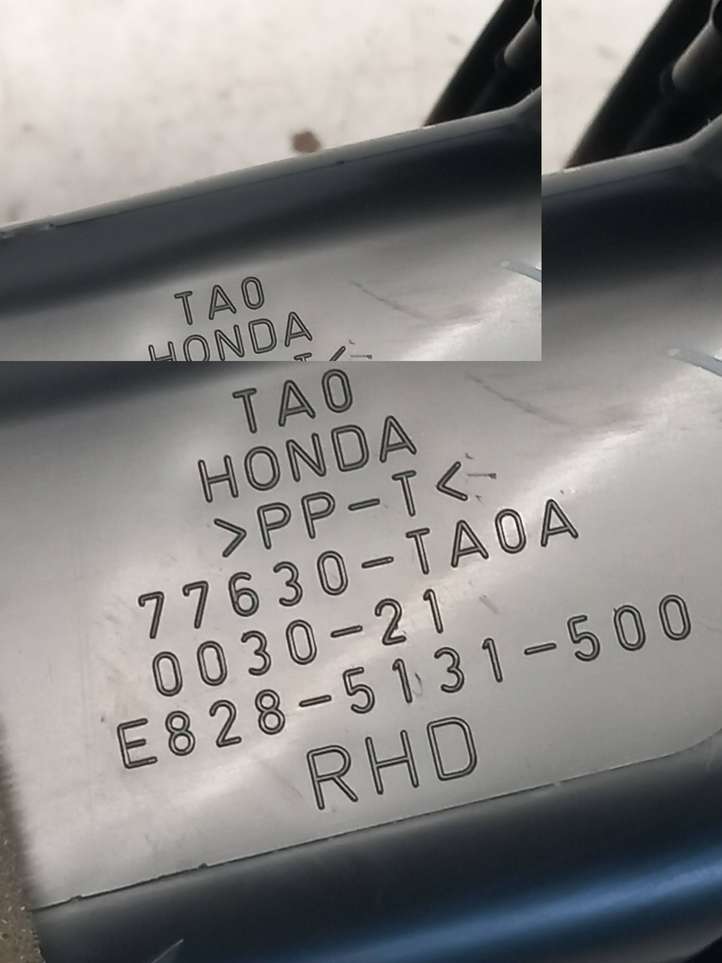 TA0
HONDA
TA0
HONDA
>PP-T<
77630-TA0A
0030-21
E828-5131-500
RHD